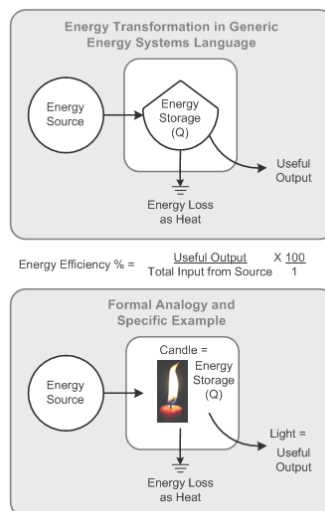 Energy Transformation in Generic
Energy Systems Language
Energy
Source
Energy
Storage
(Q)
Useful
Output
Energy Loss
as Heat
Energy Efficiency % = Useful Output X 100
Total Input from Source 1
Formal Analogy and
Specific Example
Candle =
Energy
Storage
(Q)
Energy
Source
Light =
Useful
Output
Energy Loss
as Heat